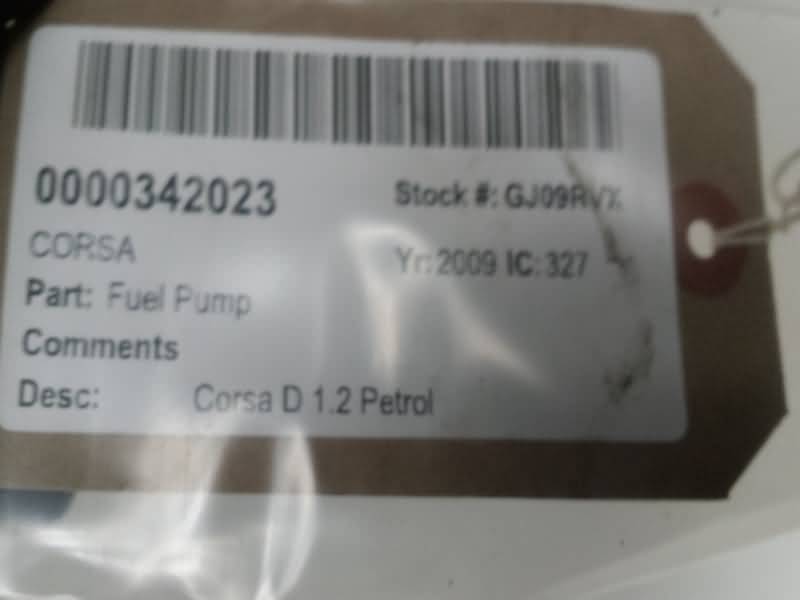 0000342023 Stock #: GJ09RVX
CORSA Yr: 2009 IC: 327
Part: Fuel Pump
Comments
Desc: Corsa D 1.2 Petrol